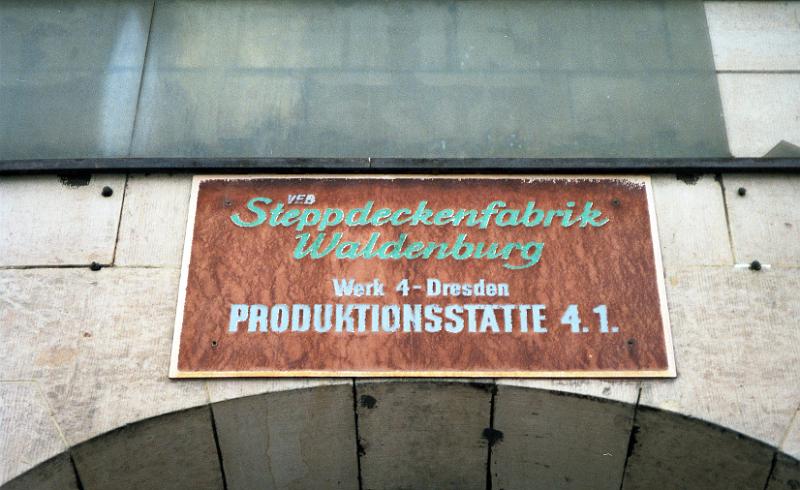 VEB
Steppdeckenfabrik
Waldenburg
Werk 4 - Dresden
PRODUKTIONSSTÄTTE 4.1.